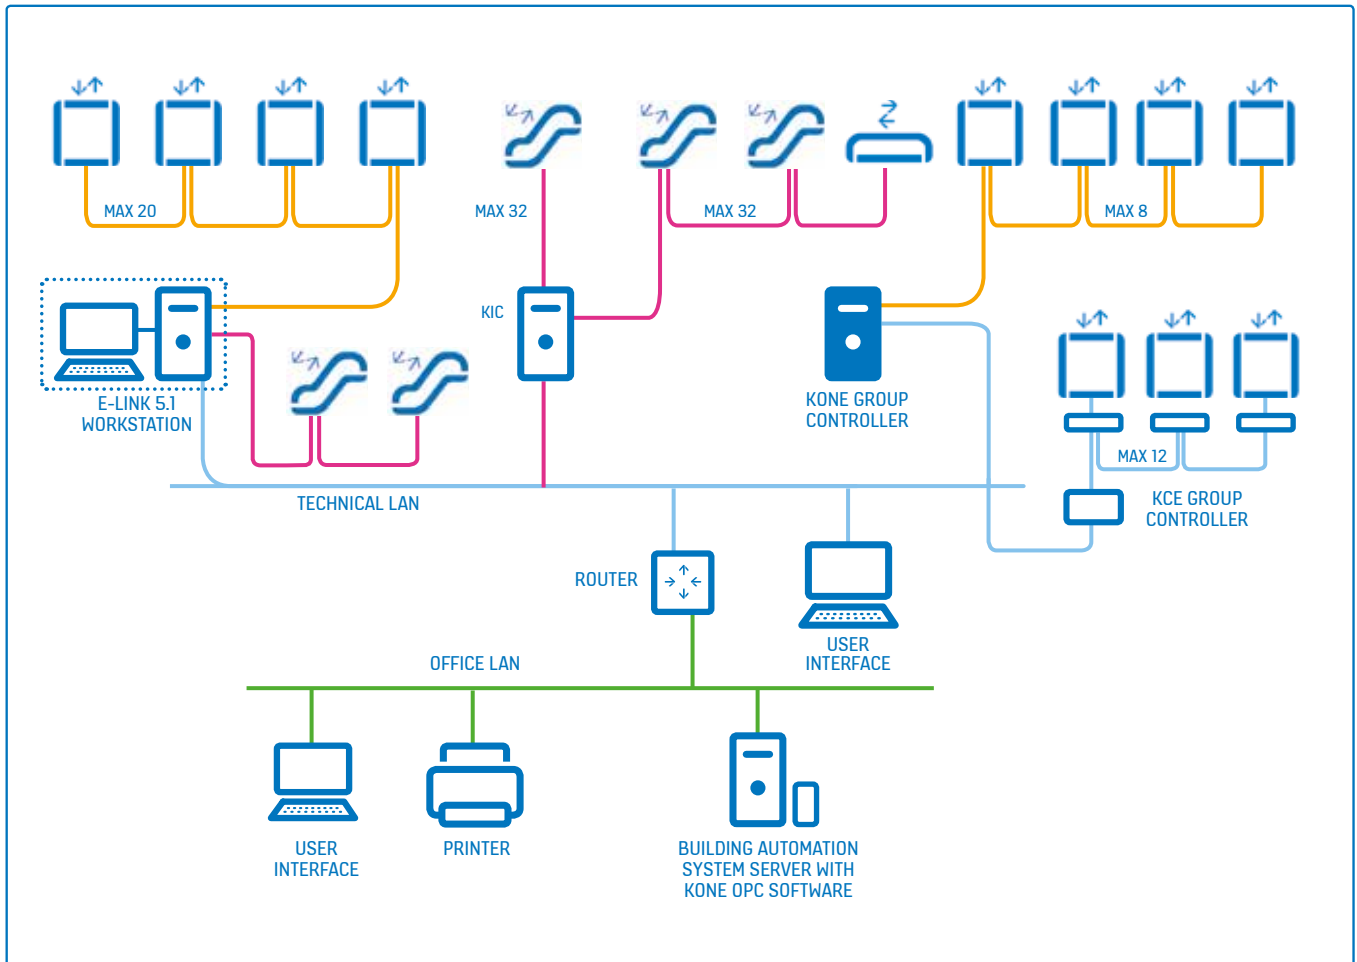 MAX 20
MAX 32
MAX 32
MAX 8
KIC
E-LINK 5.1
WORKSTATION
KONE GROUP
CONTROLLER
MAX 12
KCE GROUP
CONTROLLER
TECHNICAL LAN
ROUTER
USER
INTERFACE
OFFICE LAN
USER
INTERFACE
PRINTER
BUILDING AUTOMATION
SYSTEM SERVER WITH
KONE OPC SOFTWARE